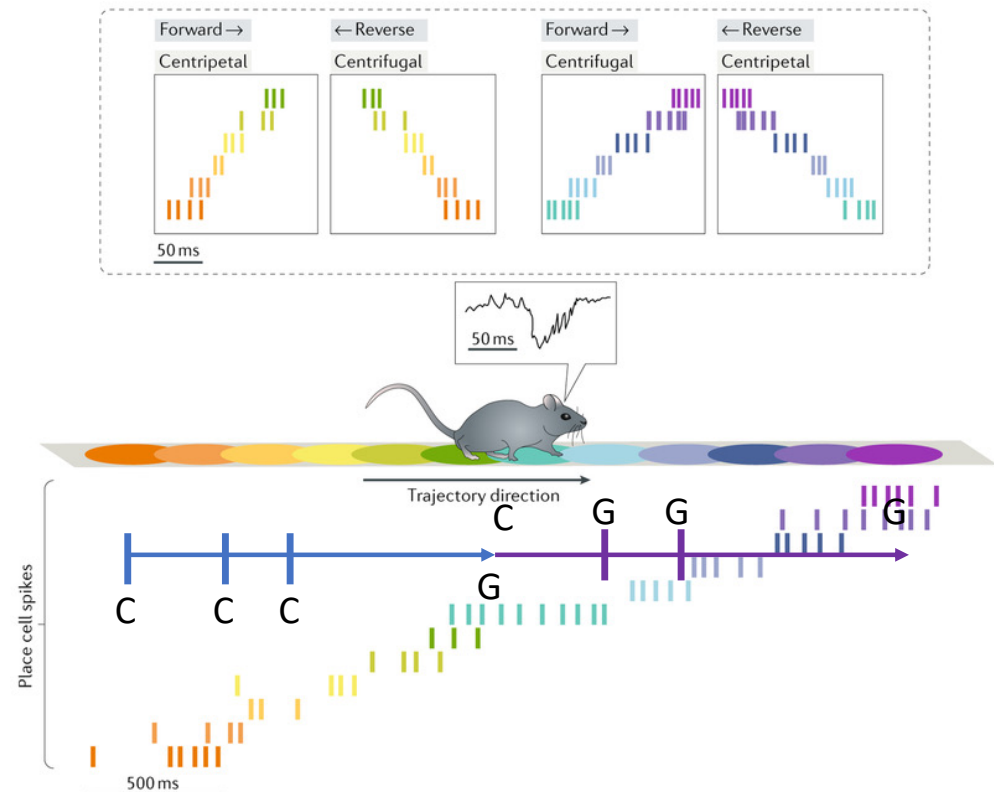 Forward → ← Reverse Forward → ← Reverse
Centripetal Centrifugal Centrifugal Centripetal
50 ms
50 ms
Trajectory direction
C G G G
G
C C C
Place cell spikes
500 ms